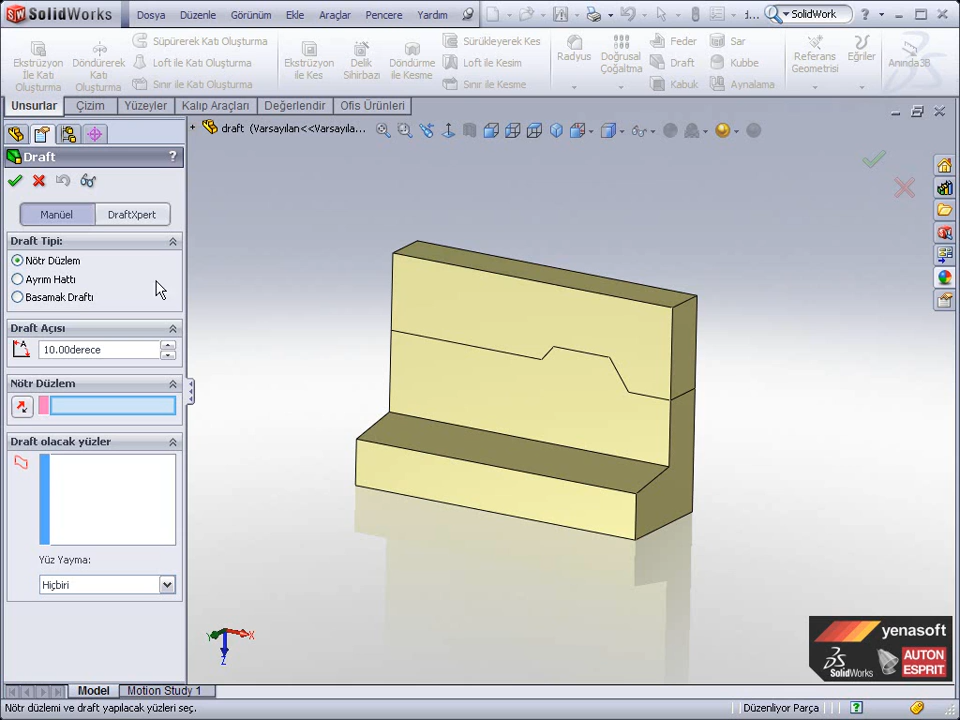 SolidWorks
Dosya Düzenle Görünüm Ekle Araçlar Pencere Yardım
i...
SolidWork
Ekstrüzyon İle Katı Oluşturma
Döndürerek Katı Oluşturma
Süpürerek Katı Oluşturma
Loft ile Katı Oluşturma
Sınır ile Katı Oluşturma
Ekstrüzyon ile Kes
Delik Sihirbazı
Döndürme ile Kesme
Sürükleyerek Kes
Loft ile Kesim
Sınır ile Kesme
Radyus
Doğrusal Çoğaltma
Feder
Draft
Kabuk
Sar
Kubbe
Aynalama
Referans Geometrisi
Eğriler
Anında3B
Unsurlar Çizim Yüzeyler Kalıp Araçları Değerlendir Ofis Ürünleri
draft (Varsayılan<<Varsayıla...
Draft ?
Manüel DraftXpert
Draft Tipi:
Nötr Düzlem
Ayrım Hattı
Basamak Draftı
Draft Açısı
10.00derece
Nötr Düzlem
Draft olacak yüzler
Yüz Yayma:
Hiçbiri
Y X
Z
yenasoft
SolidWorks
AUTON
ESPRIT
Model Motion Study 1
Nötr düzlemi ve draft yapılacak yüzleri seç.
Düzenliyor Parça